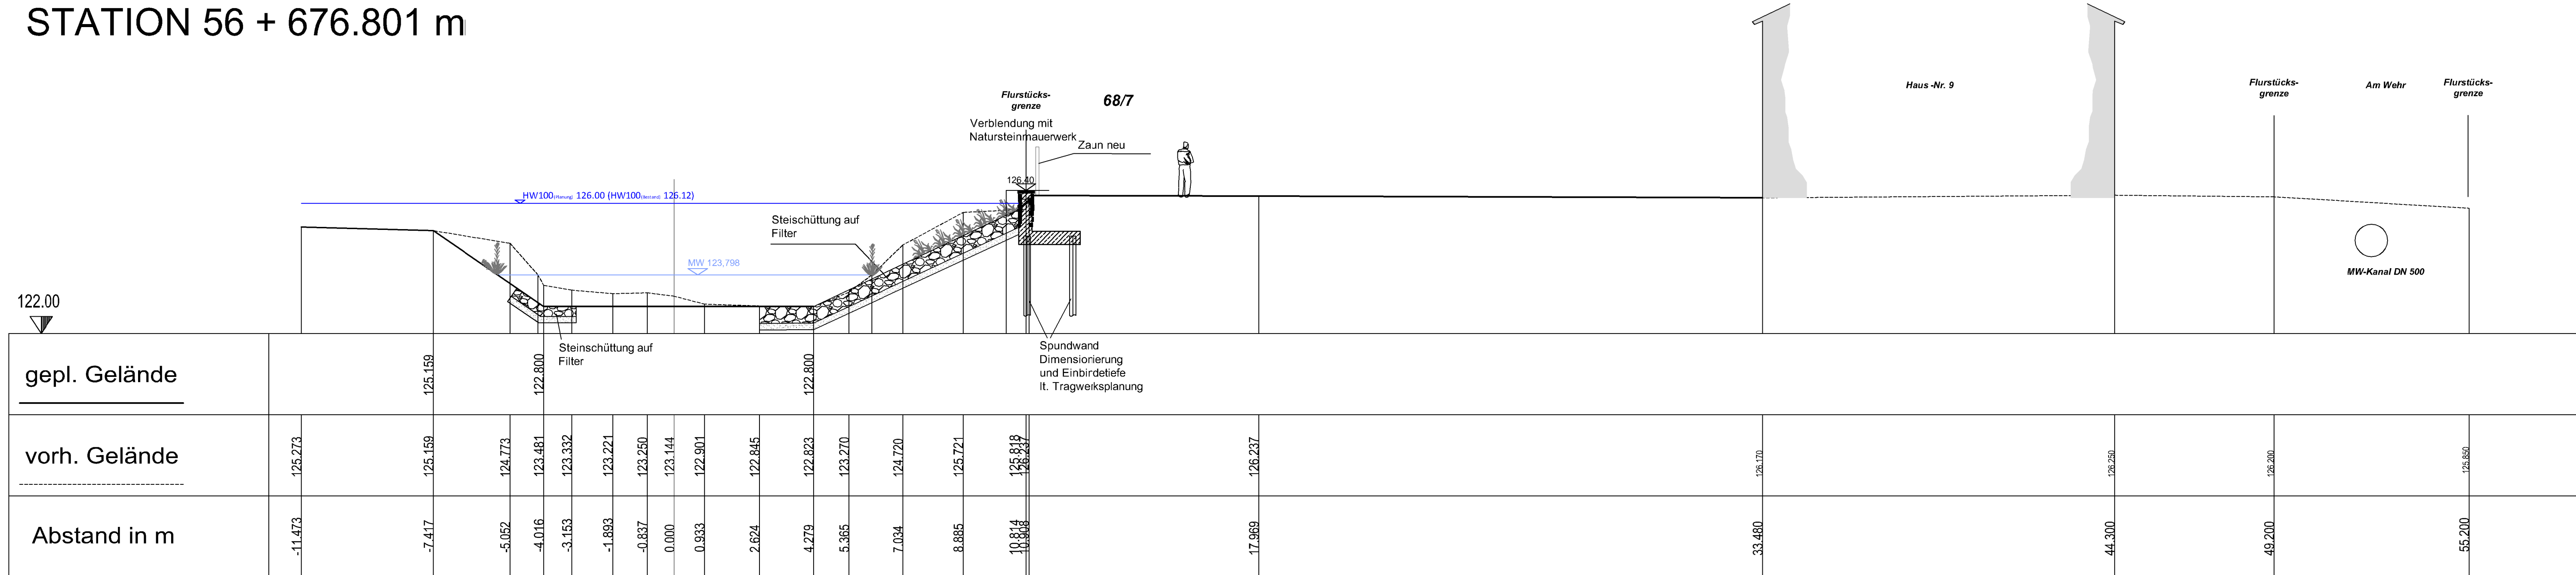 STATION 56 + 676.801 m
Flurstücks-
grenze
68/7
Verblendung mit
Natursteinmauerwerk
Zaun neu
126.40
HW100(Planung) 126.00 (HW100(Bestand) 126.12)
Steischüttung auf
Filter
MW 123,798
Haus -Nr. 9
Flurstücks-
grenze
Am Wehr
Flurstücks-
grenze
MW-Kanal DN 500
122.00
Steinschüttung auf
Filter
Spundwand
Dimensiorierung
und Einbirdetiefe
lt. Tragwerksplanung
gepl. Gelände
125.159
122.800
122.800
vorh. Gelände
125.273
125.159
124.773
123.481
123.332
123.221
123.250
123.144
122.901
122.845
122.823
123.270
124.720
125.721
125.818
126.237
126.237
126.170
126.250
126.200
125.850
Abstand in m
-11.473
-7.417
-5.052
-4.016
-3.153
-1.893
-0.837
0.000
0.933
2.624
4.279
5.365
7.034
8.885
10.814
10.908
17.969
33.480
44.300
49.200
55.200